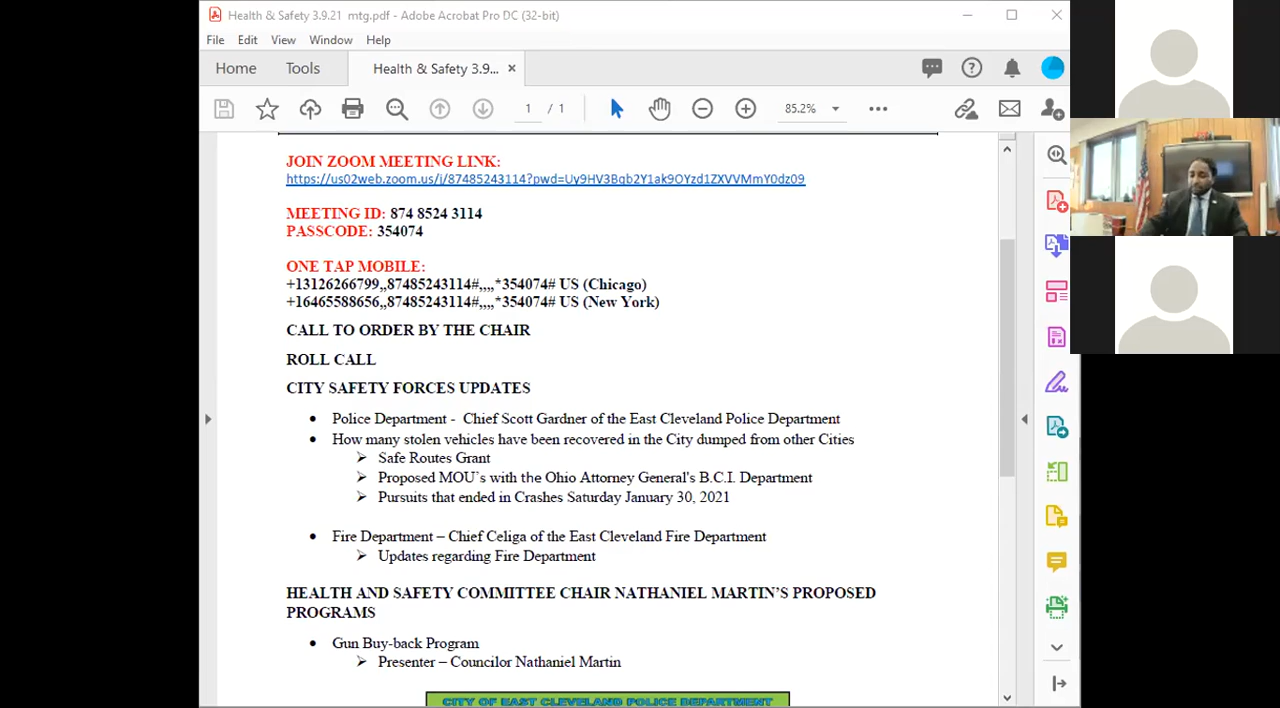 Health & Safety 3.9.21 mtg.pdf - Adobe Acrobat Pro DC (32-bit)
File Edit View Window Help
Home Tools Health & Safety 3.9... ×
1 / 1 85.2%
JOIN ZOOM MEETING LINK:
https://us02web.zoom.us/j/87485243114?pwd=Uy9HV3Bqb2Y1ak9OYzd1ZXVVMmY0dz09
MEETING ID: 874 8524 3114
PASSCODE: 354074
ONE TAP MOBILE:
+13126266799,,87485243114#,,,,*354074# US (Chicago)
+16465588656,,87485243114#,,,,*354074# US (New York)
CALL TO ORDER BY THE CHAIR
ROLL CALL
CITY SAFETY FORCES UPDATES
• Police Department - Chief Scott Gardner of the East Cleveland Police Department
• How many stolen vehicles have been recovered in the City dumped from other Cities
➢ Safe Routes Grant
➢ Proposed MOU's with the Ohio Attorney General's B.C.I. Department
➢ Pursuits that ended in Crashes Saturday January 30, 2021
• Fire Department – Chief Celiga of the East Cleveland Fire Department
➢ Updates regarding Fire Department
HEALTH AND SAFETY COMMITTEE CHAIR NATHANIEL MARTIN'S PROPOSED
PROGRAMS
• Gun Buy-back Program
➢ Presenter – Councilor Nathaniel Martin
CITY OF EAST CLEVELAND POLICE DEPARTMENT